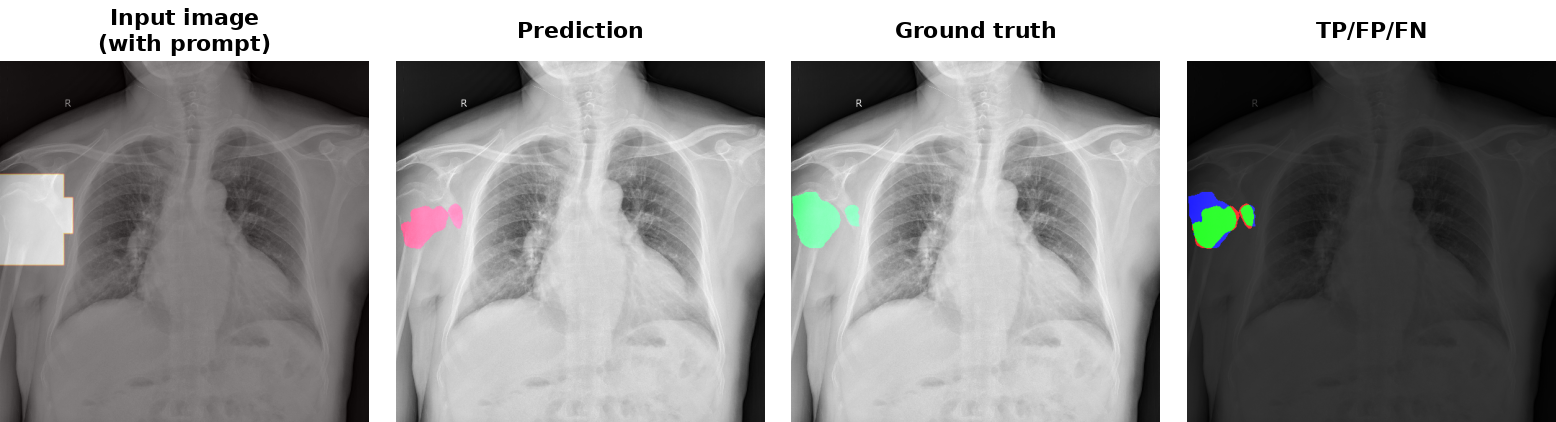 Input image
(with prompt)
Prediction
Ground truth
TP/FP/FN
R
R
R
R